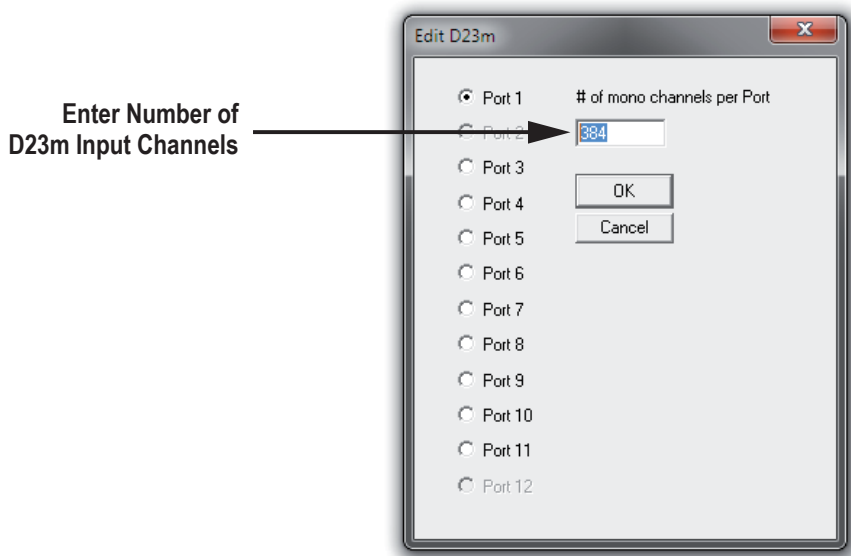 Edit D23m
Enter Number of
D23m Input Channels
# of mono channels per Port
384
OK
Cancel
Port 1
Port 2
Port 3
Port 4
Port 5
Port 6
Port 7
Port 8
Port 9
Port 10
Port 11
Port 12